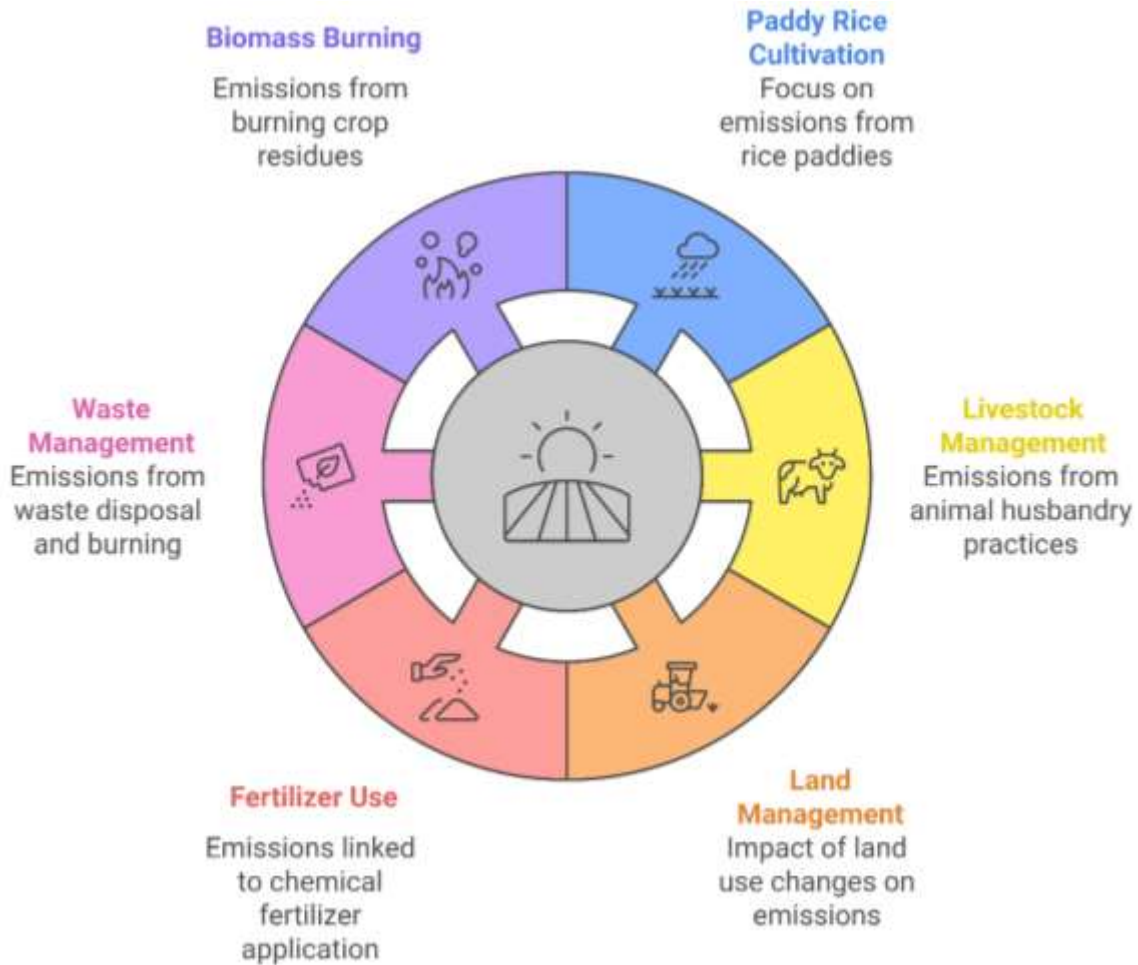 Biomass Burning
Emissions from
burning crop
residues
Paddy Rice
Cultivation
Focus on
emissions from
rice paddies
Waste
Management
Emissions from
waste disposal
and burning
Livestock
Management
Emissions from
animal husbandry
practices
Fertilizer Use
Emissions linked
to chemical
fertilizer
application
Land
Management
Impact of land
use changes on
emissions